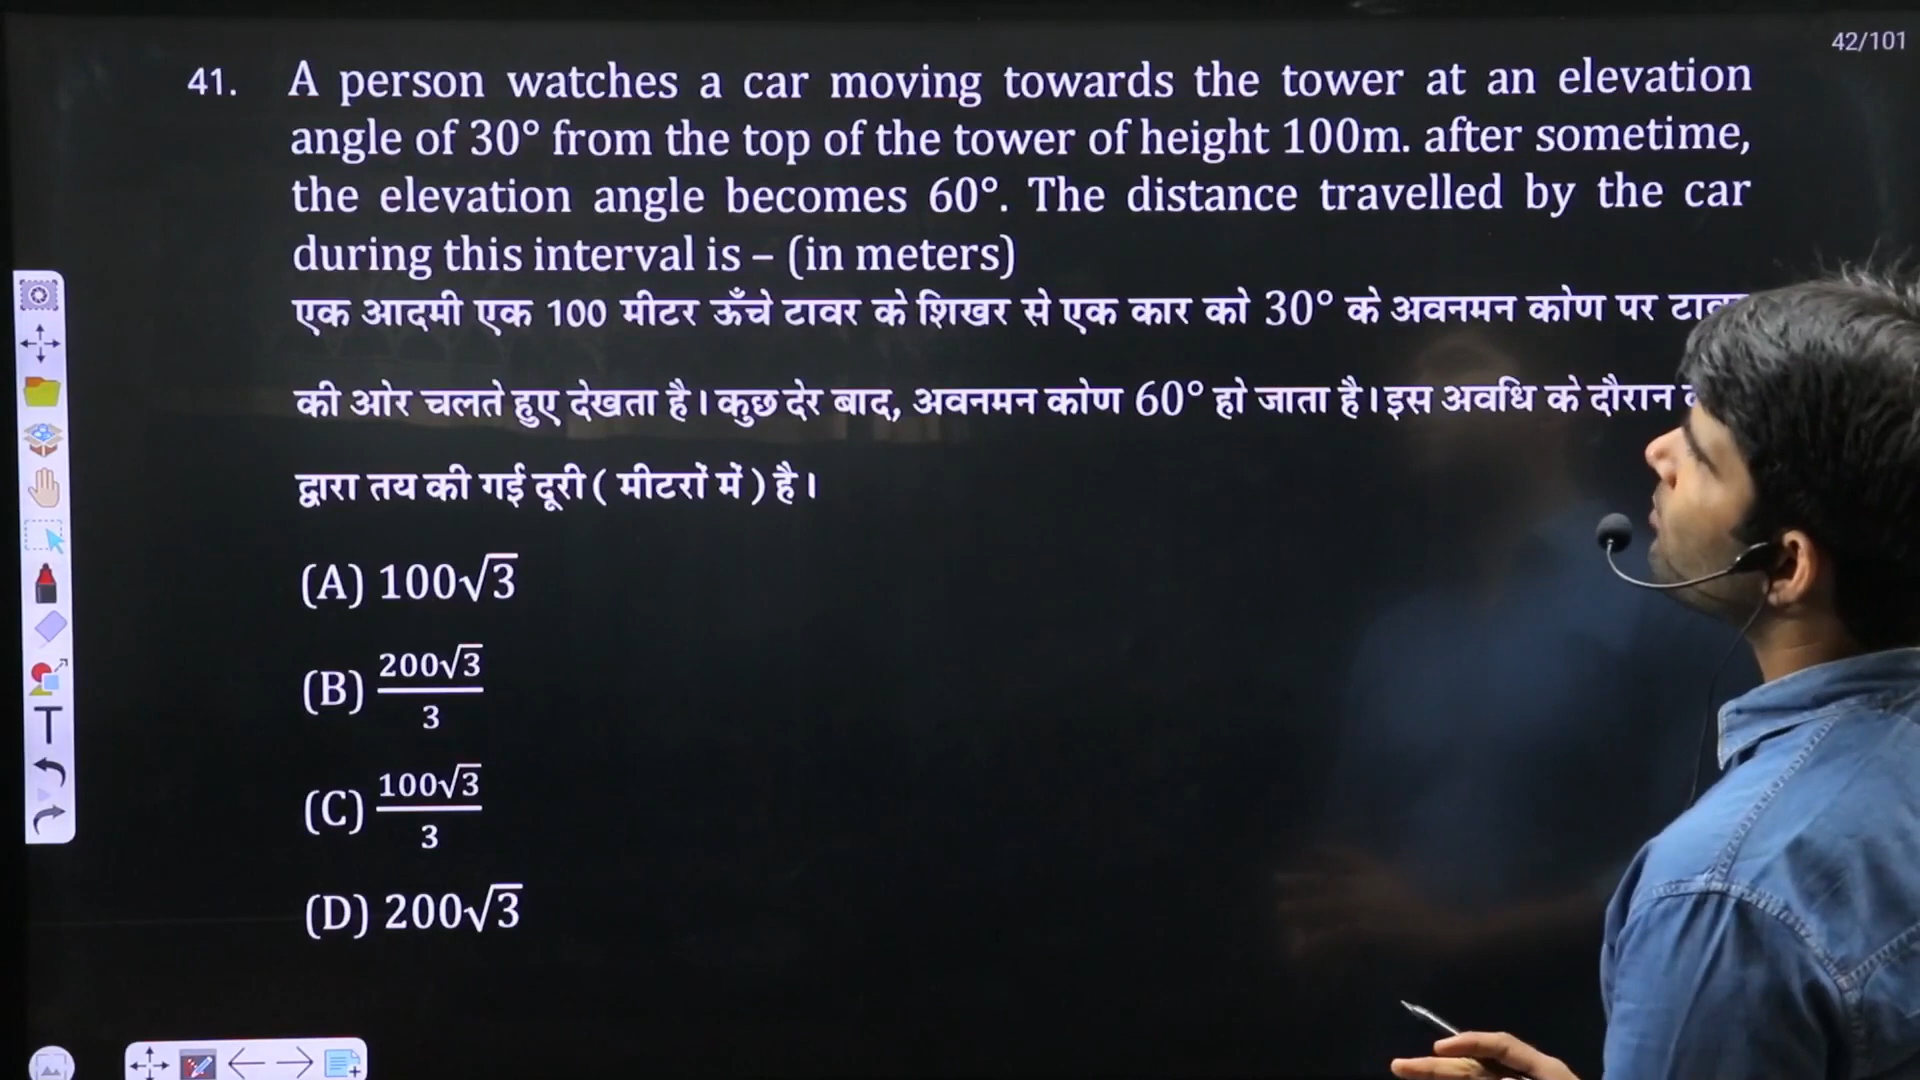 42/101
41. A person watches a car moving towards the tower at an elevation
angle of 30° from the top of the tower of height 100m. after sometime,
the elevation angle becomes 60°. The distance travelled by the car
during this interval is – (in meters)
एक आदमी एक 100 मीटर ऊँचे टावर के शिखर से एक कार को 30° के अवनमन कोण पर
की ओर चलते हुए देखता है। कुछ देर बाद, अवनमन कोण 60° हो जाता है। इस अवधि के दौरान
द्वारा तय की गई दूरी ( मीटरों में ) है।
(A) 100√3
(B) 200√3/3
(C) 100√3/3
(D) 200√3
T